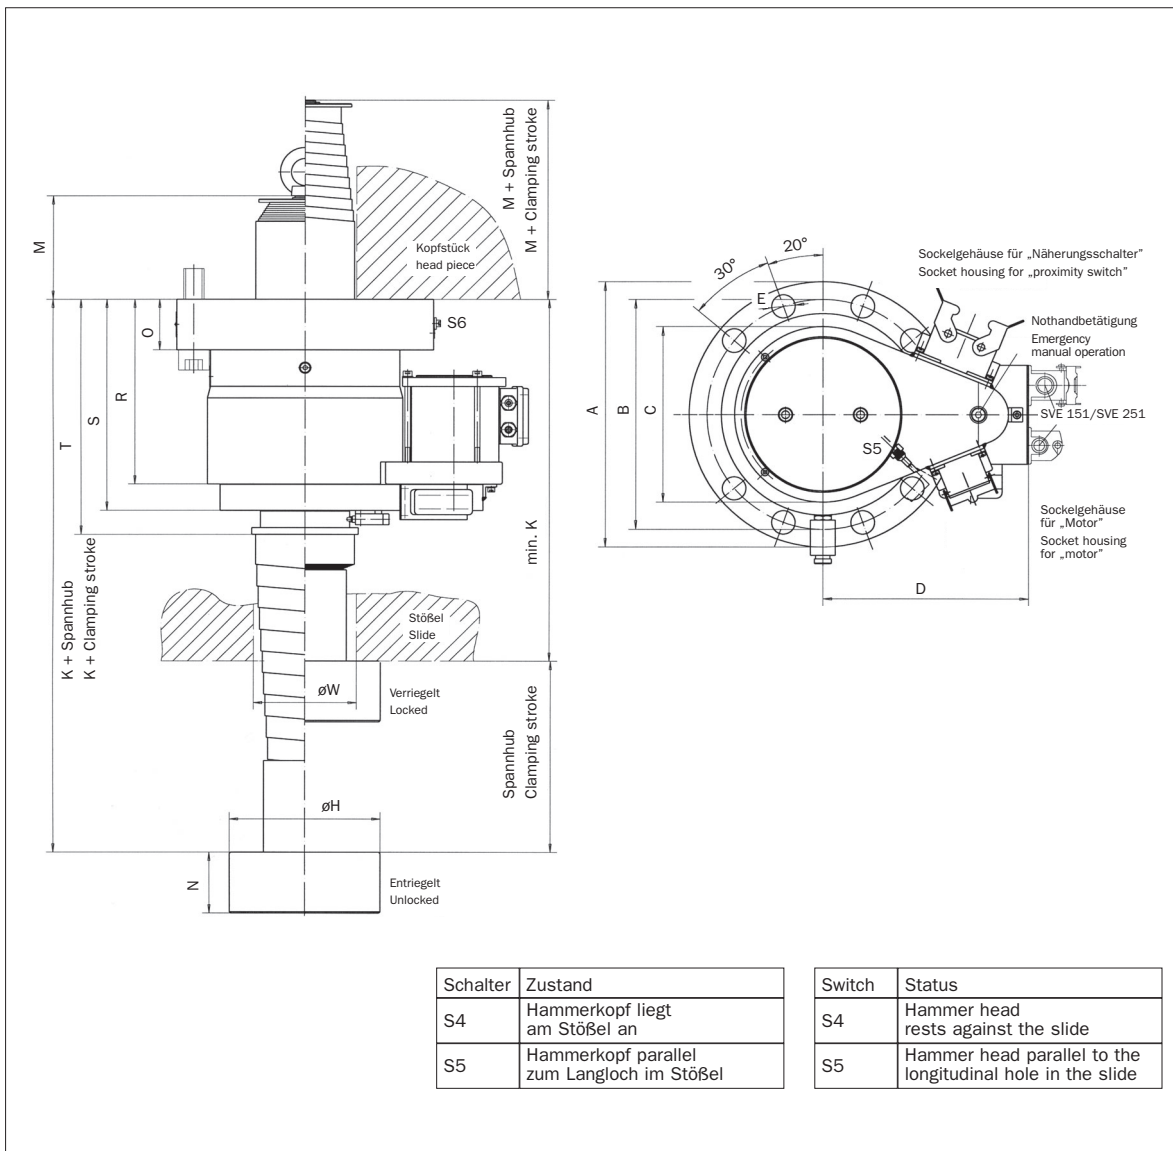 M + Spannhub
M + Clamping stroke
M
Kopfstück
head piece
O
S6
R
S
T
min. K
K + Spannhub
K + Clamping stroke
Stößel
Slide
øW
Verriegelt
Locked
Spannhub
Clamping stroke
øH
N
Entriegelt
Unlocked
20°
30°
E
Sockelgehäuse für „Näherungsschalter”
Socket housing for „proximity switch”
Nothandbetätigung
Emergency
manual operation
A
B
C
SVE 151/SVE 251
S5
Sockelgehäuse
für „Motor”
Socket housing
for „motor”
D
Schalter Zustand
S4 Hammerkopf liegt
am Stößel an
S5 Hammerkopf parallel
zum Langloch im Stößel
Switch Status
S4 Hammer head
rests against the slide
S5 Hammer head parallel to the
longitudinal hole in the slide